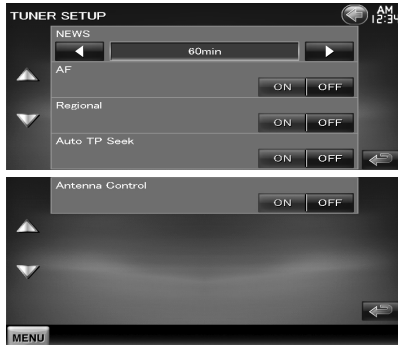 TUNER SETUP
AM
12:34
NEWS
60min
AF
ON OFF
Regional
ON OFF
Auto TP Seek
ON OFF
Antenna Control
ON OFF
MENU